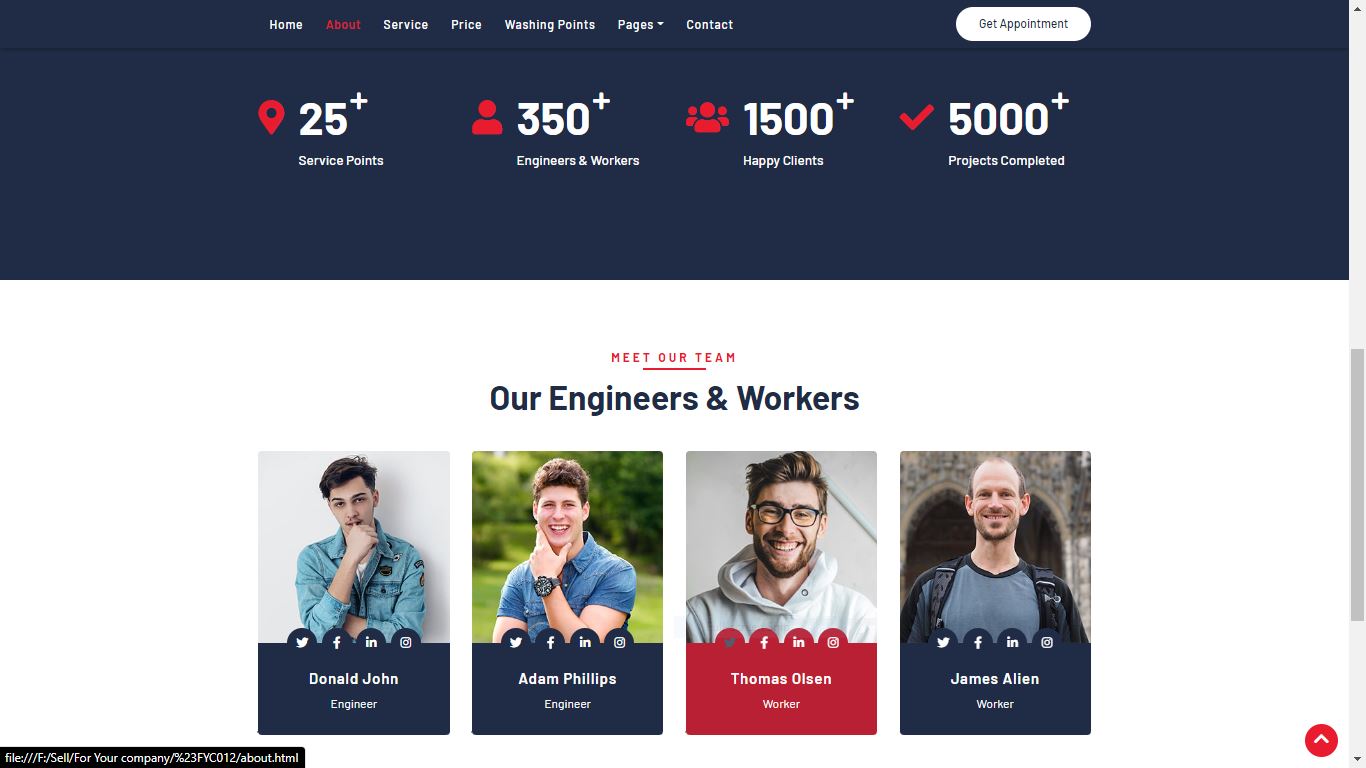 Home About Service Price Washing Points Pages Contact Get Appointment
25+ 350+ 1500+ 5000+
Service Points Engineers & Workers Happy Clients Projects Completed
MEET OUR TEAM
Our Engineers & Workers
Donald John Adam Phillips Thomas Olsen James Alien
Engineer Engineer Worker Worker
file:///F:/Sell/For Your company/%23FYC012/about.html